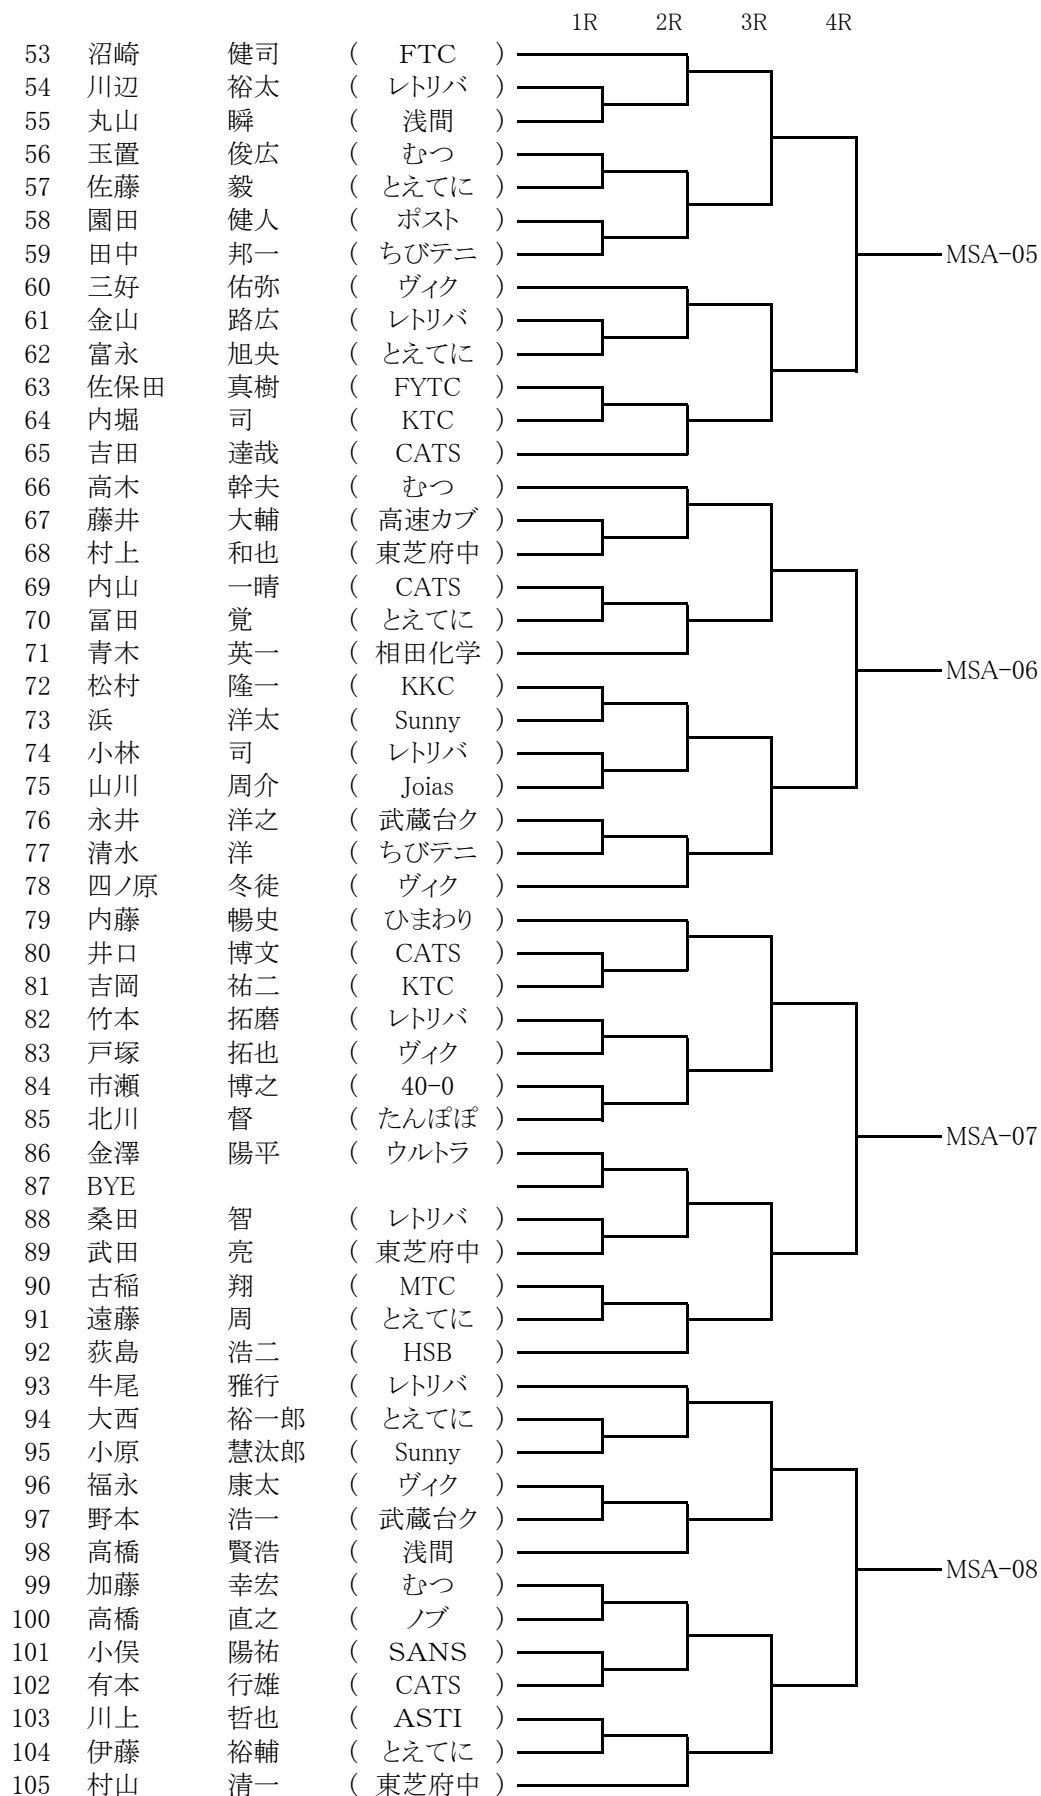 1R 2R 3R 4R
53 沼崎 健司 ( FTC )
54 川辺 裕太 ( レトリバ )
55 丸山 瞬 ( 浅間 )
56 玉置 俊広 ( むつ )
57 佐藤 毅 ( とえてに )
58 園田 健人 ( ポスト )
59 田中 邦一 ( ちびテニ ) MSA-05
60 三好 佑弥 ( ヴィク )
61 金山 路広 ( レトリバ )
62 富永 旭央 ( とえてに )
63 佐保田 真樹 ( FYTC )
64 内堀 司 ( KTC )
65 吉田 達哉 ( CATS )
66 高木 幹夫 ( むつ )
67 藤井 大輔 ( 高速カブ )
68 村上 和也 ( 東芝府中 )
69 内山 一晴 ( CATS )
70 冨田 覚 ( とえてに )
71 青木 英一 ( 相田化学 )
MSA-06
72 松村 隆一 ( KKC )
73 浜 洋太 ( Sunny )
74 小林 司 ( レトリバ )
75 山川 周介 ( Joias )
76 永井 洋之 ( 武蔵台ク )
77 清水 洋 ( ちびテニ )
78 四ノ原 冬徒 ( ヴィク )
79 内藤 暢史 ( ひまわり )
80 井口 博文 ( CATS )
81 吉岡 祐二 ( KTC )
82 竹本 拓磨 ( レトリバ )
83 戸塚 拓也 ( ヴィク )
84 市瀬 博之 ( 40-0 )
85 北川 督 ( たんぽぽ )
MSA-07
86 金澤 陽平 ( ウルトラ )
87 BYE
88 桑田 智 ( レトリバ )
89 武田 亮 ( 東芝府中 )
90 古稲 翔 ( MTC )
91 遠藤 周 ( とえてに )
92 荻島 浩二 ( HSB )
93 牛尾 雅行 ( レトリバ )
94 大西 裕一郎 ( とえてに )
95 小原 慧汰郎 ( Sunny )
96 福永 康太 ( ヴィク )
97 野本 浩一 ( 武蔵台ク )
98 高橋 賢浩 ( 浅間 )
MSA-08
99 加藤 幸宏 ( むつ )
100 高橋 直之 ( ノブ )
101 小俣 陽祐 ( SANS )
102 有本 行雄 ( CATS )
103 川上 哲也 ( ASTI )
104 伊藤 裕輔 ( とえてに )
105 村山 清一 ( 東芝府中 )